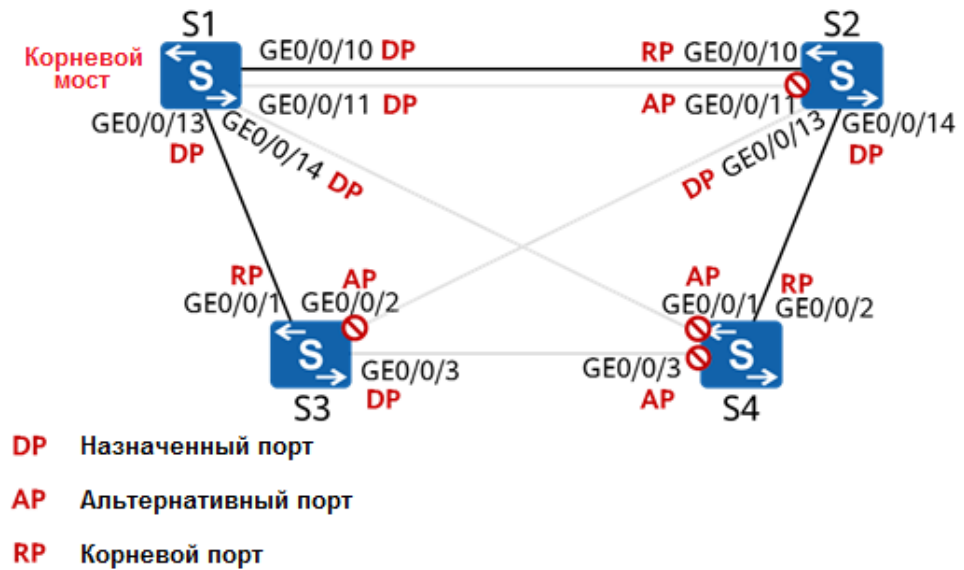 S1
S2
Корневой
мост
GE0/0/10 DP
RP GE0/0/10
S
S
GE0/0/11 DP
AP GE0/0/11
GE0/0/13
DP
GE0/0/14 DP
DP GE0/0/13
GE0/0/14
DP
RP
GE0/0/1
AP
GE0/0/2
AP
GE0/0/1
RP
GE0/0/2
S
S
GE0/0/3
DP
GE0/0/3
AP
S3
S4
DP Назначенный порт
AP Альтернативный порт
RP Корневой порт